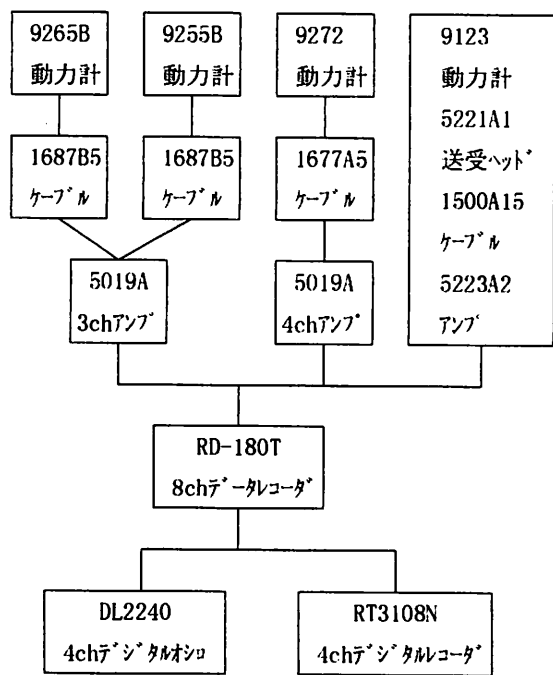 9265B
動力計
9255B
動力計
9272
動力計
9123
動力計
5221A1
送受ヘッド
1500A15
ケーブル
5223A2
アンプ
1687B5
ケーブル
1687B5
ケーブル
1677A5
ケーブル
5019A
3chアンプ
5019A
4chアンプ
RD-180T
8chデータレコーダ
DL2240
4chデジタルオシロ
RT3108N
4chデジタルレコーダ